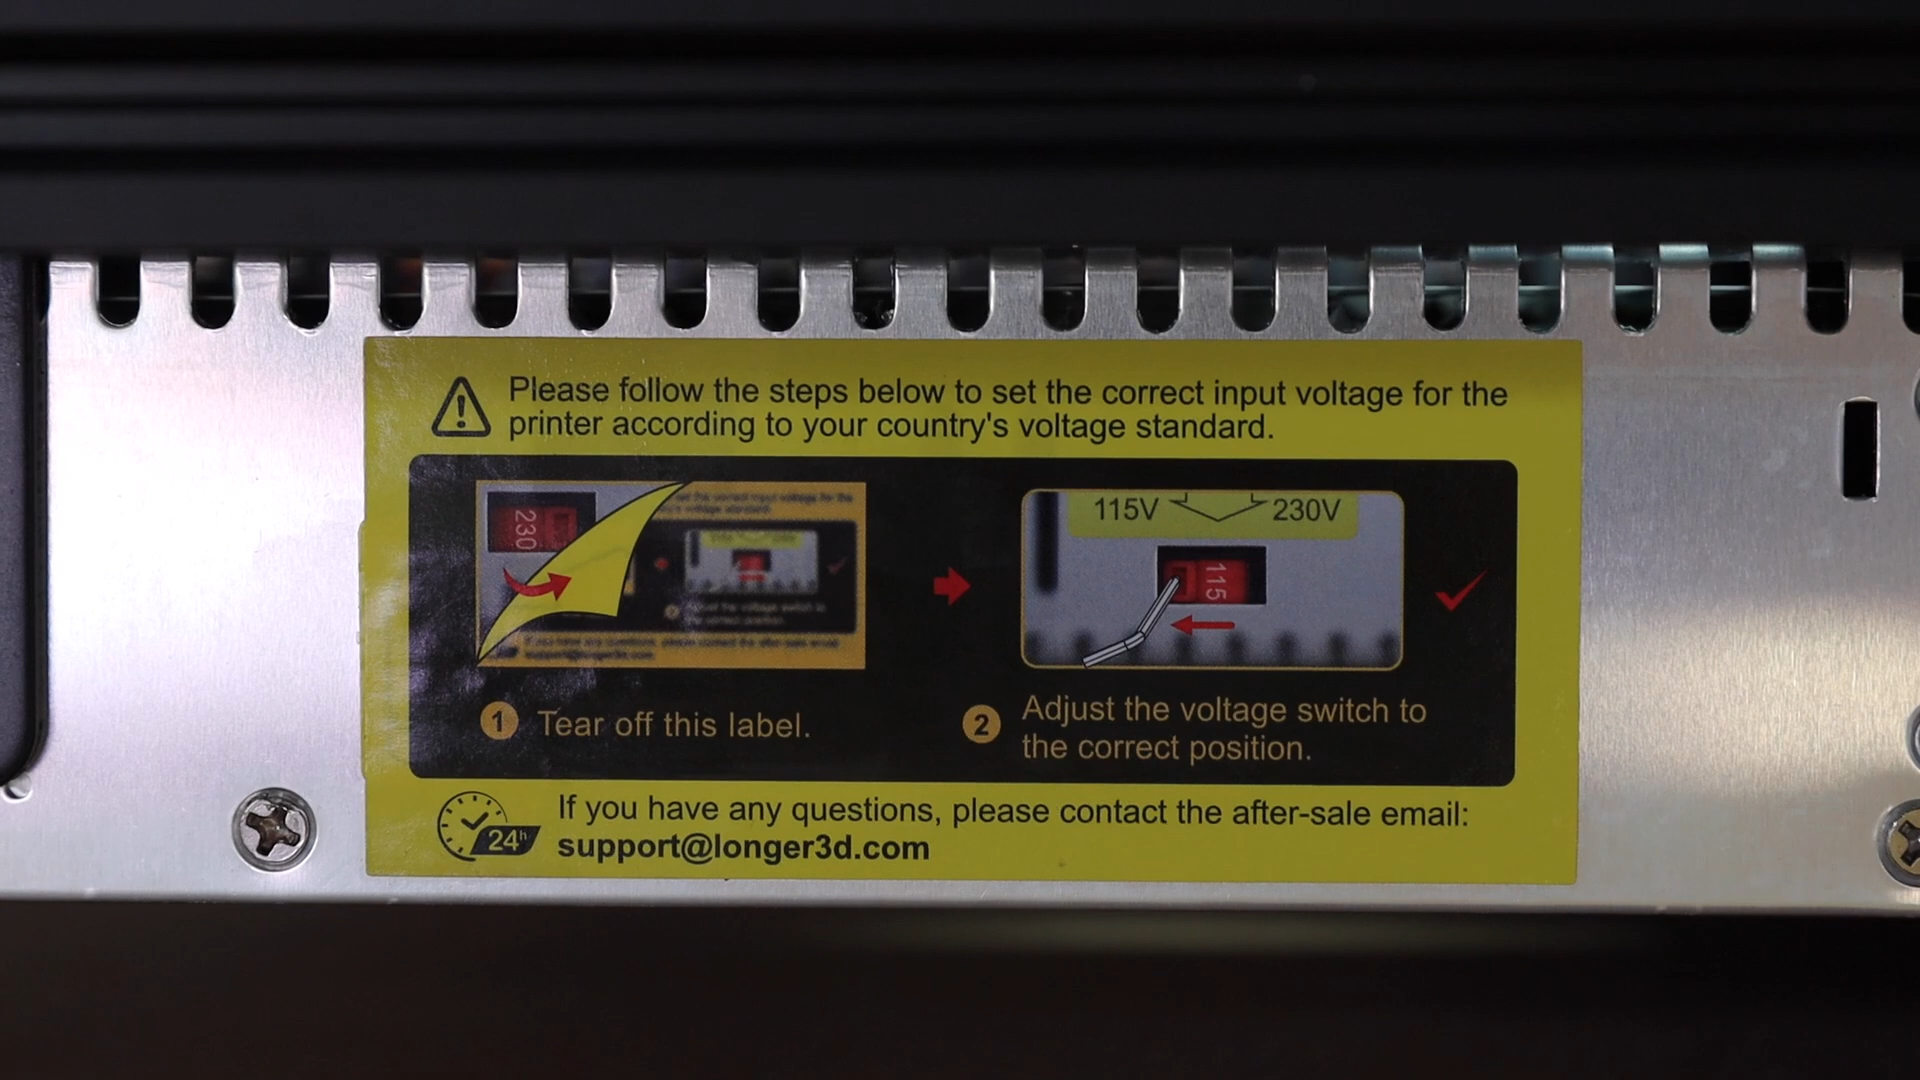 Please follow the steps below to set the correct input voltage for the
printer according to your country's voltage standard.
230
115V 230V
115
1 Tear off this label.
2 Adjust the voltage switch to
the correct position.
24h
If you have any questions, please contact the after-sale email:
support@longer3d.com